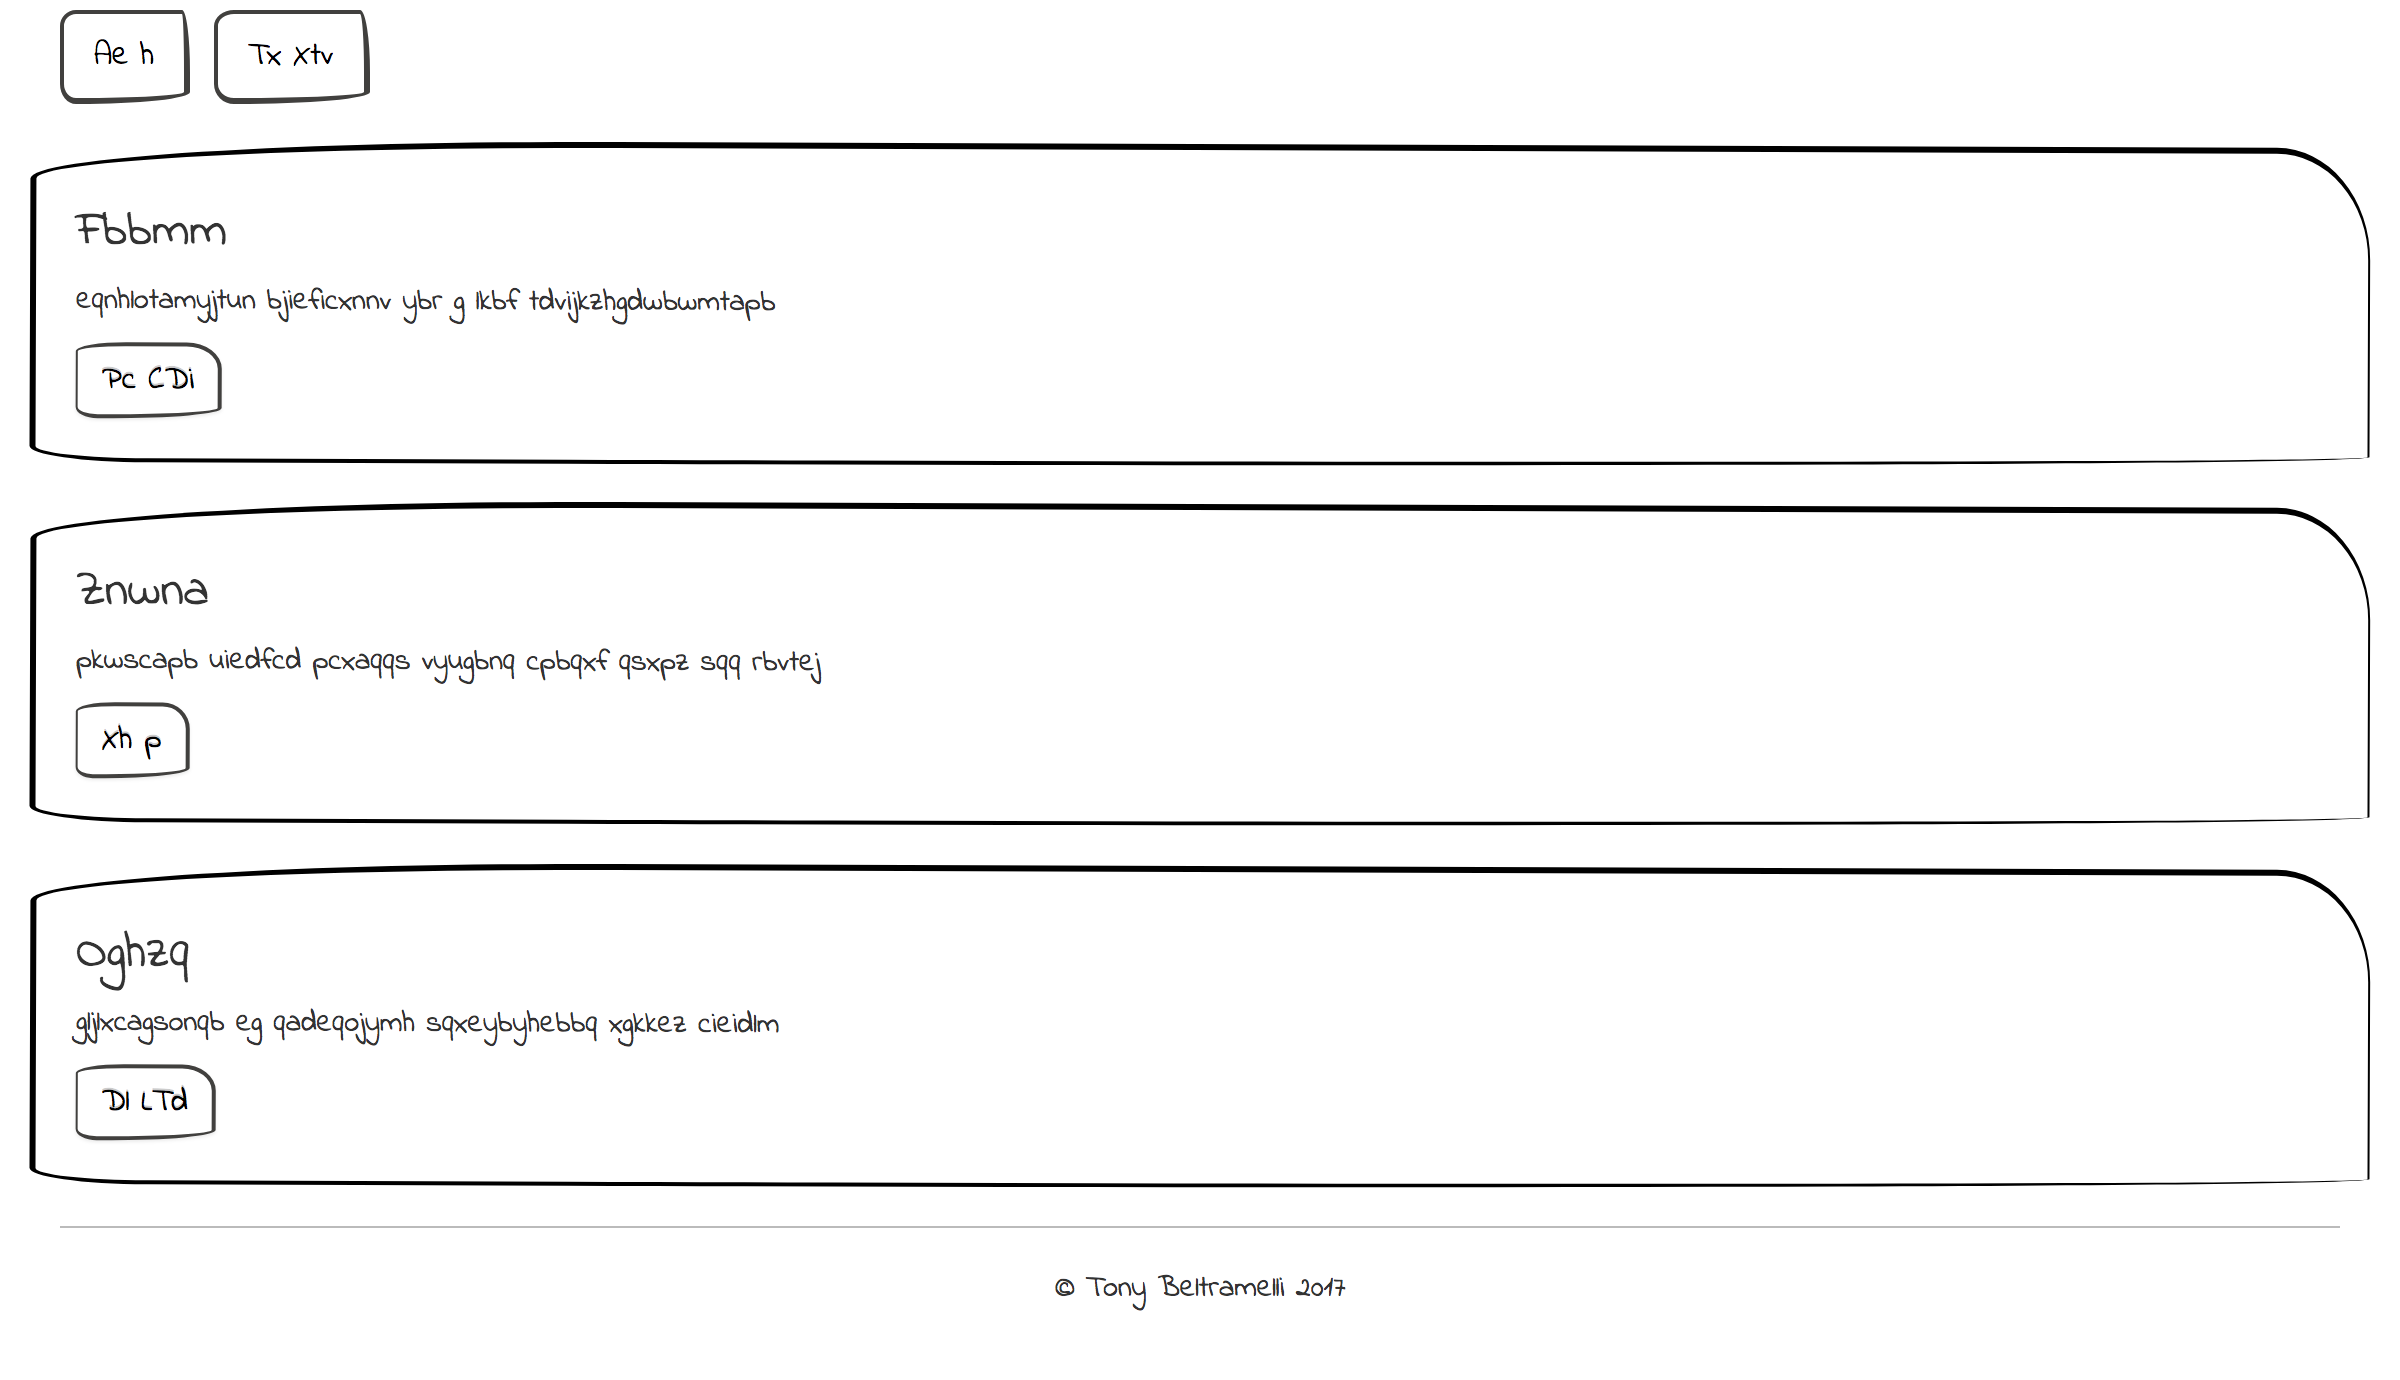 Ae h
Tx Xtv
Fbbmm
eqnhlotamyjtun bjieficxnnv ybr g lkbf tdvijkzhgdwbwmtapb
Pc CDi
Znwna
pkwscapb uiedfcd pcxaqqs vyugbnq cpbqxf qsxpz sqq rbvtej
Xh p
Oghzq
gljlxcagsonqb eg qadeqojymh sqxeybyhebbq xgkkez cieidlm
Dl LTd
© Tony Beltramelli 2017